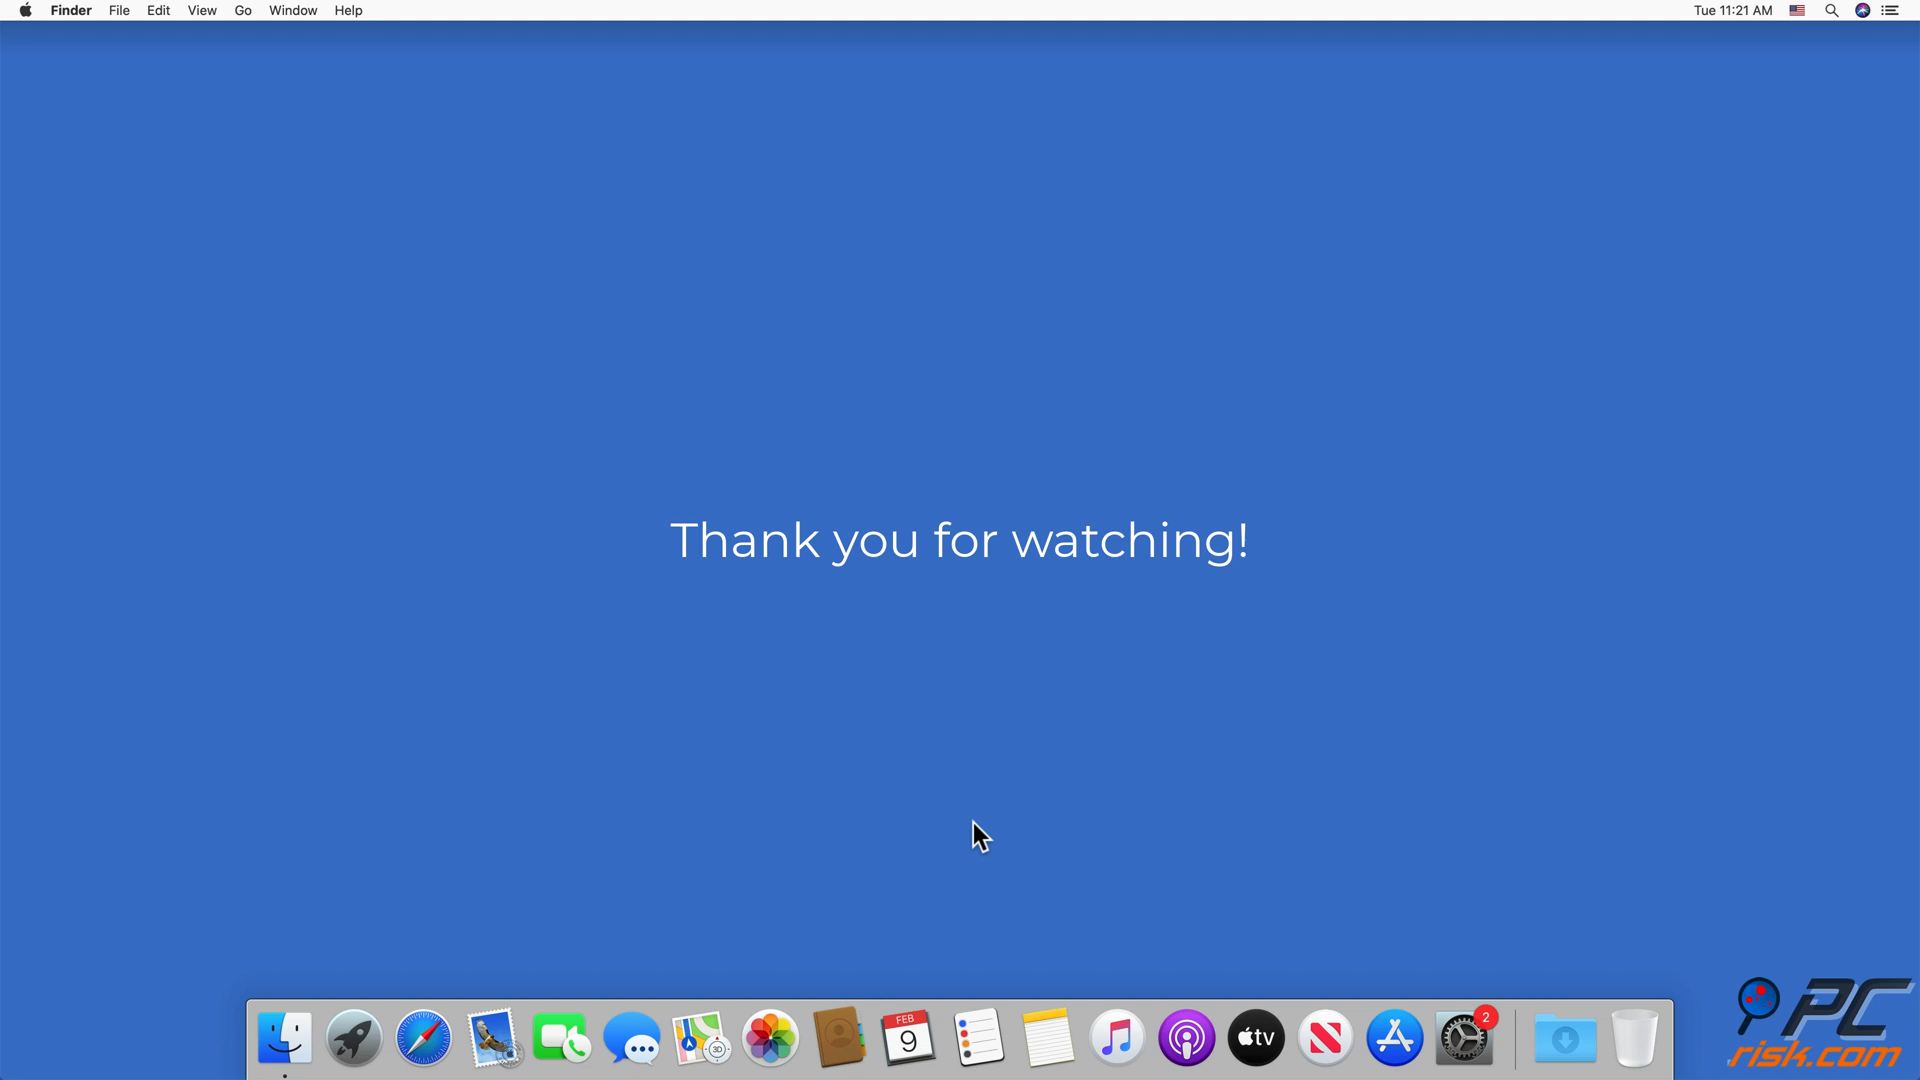 Finder File Edit View Go Window Help Tue 11:21 AM
Thank you for watching!
FEB
9
3D
tv
2
PC
risk.com